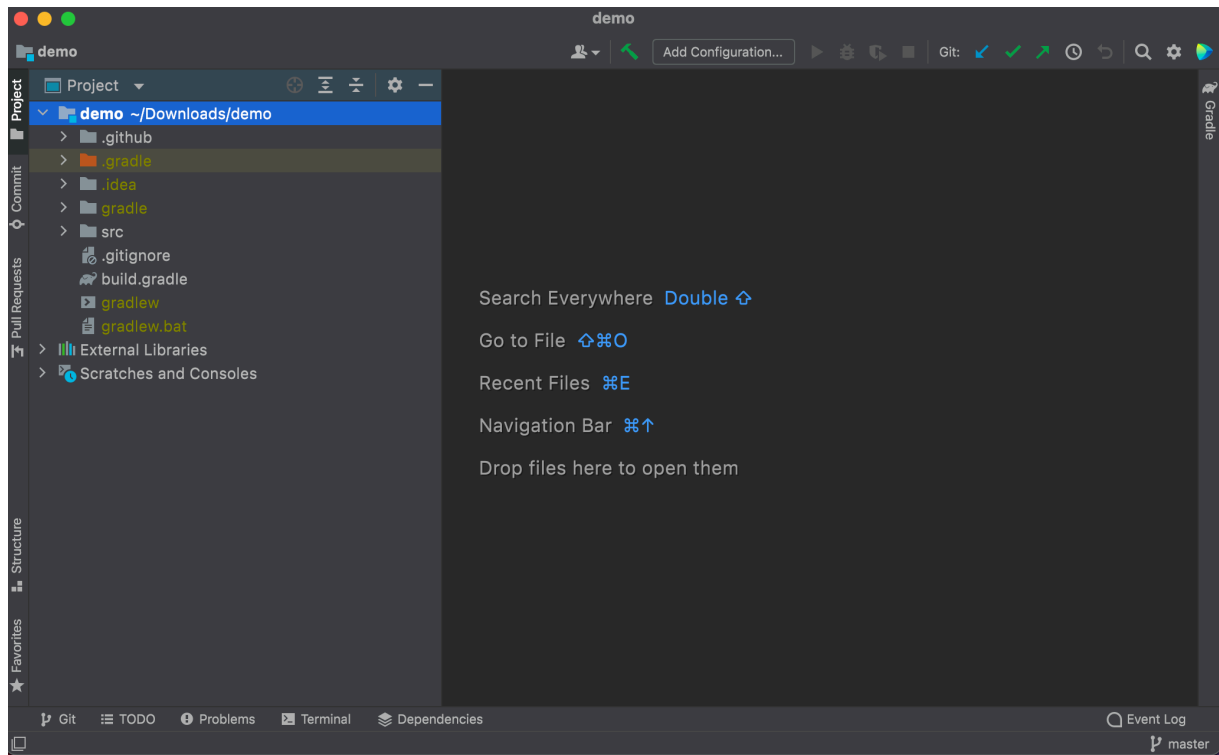 demo
demo
Add Configuration...
Git:
Project
demo ~/Downloads/demo
.github
.gradle
.idea
gradle
src
.gitignore
build.gradle
gradlew
gradlew.bat
External Libraries
Scratches and Consoles
Project
Commit
Pull Requests
Structure
Favorites
Search Everywhere Double ⇧
Go to File ⇧⌘O
Recent Files ⌘E
Navigation Bar ⌘↑
Drop files here to open them
Gradle
Git TODO Problems Terminal Dependencies Event Log
master